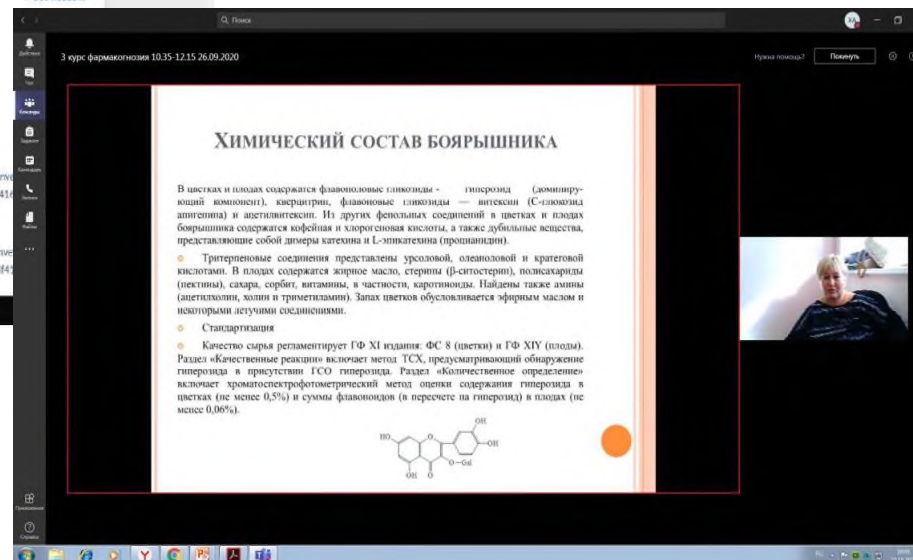 Поиск
ХА
3 курс фармакогнозия 10.35-12.15 26.09.2020
Нужна помощь?
Покинуть
Команды
ХИМИЧЕСКИЙ СОСТАВ БОЯРЫШНИКА
В цветках и плодах содержатся флавоноловые гликозиды - гиперозид (доминиру-
ющий компонент), кверцитрин, флавоновые гликозиды — витексин (С-глюкозид
апигенина) и ацетилвитексин. Из других фенольных соединений в цветках и плодах
боярышника содержатся кофейная и хлорогеновая кислоты, а также дубильные вещества,
представляющие собой димеры катехина и L-эпикатехина (процианидин).
Тритерпеновые соединения представлены урсоловой, олеаноловой и кратеговой
кислотами. В плодах содержатся жирное масло, стерины (β-ситостерин), полисахариды
(пектины), сахара, сорбит, витамины, в частности, каротиноиды. Найдены также амины
(ацетилхолин, холин и триметиламин). Запах цветков обусловливается эфирным маслом и
некоторыми летучими соединениями.
Стандартизация
Качество сырья регламентирует ГФ XI издания: ФС 8 (цветки) и ГФ XIV (плоды).
Раздел «Качественные реакции» включает метод ТСХ, предусматривающий обнаружение
гиперозида в присутствии ГСО гиперозида. Раздел «Количественное определение»
включает хроматоспектрофотометрический метод оценки содержания гиперозида в
цветках (не менее 0,5%) и суммы флавоноидов (в пересчете на гиперозид) в плодах (не
менее 0,06%).
OH
HO
O
OH
O—Gal
OH
O